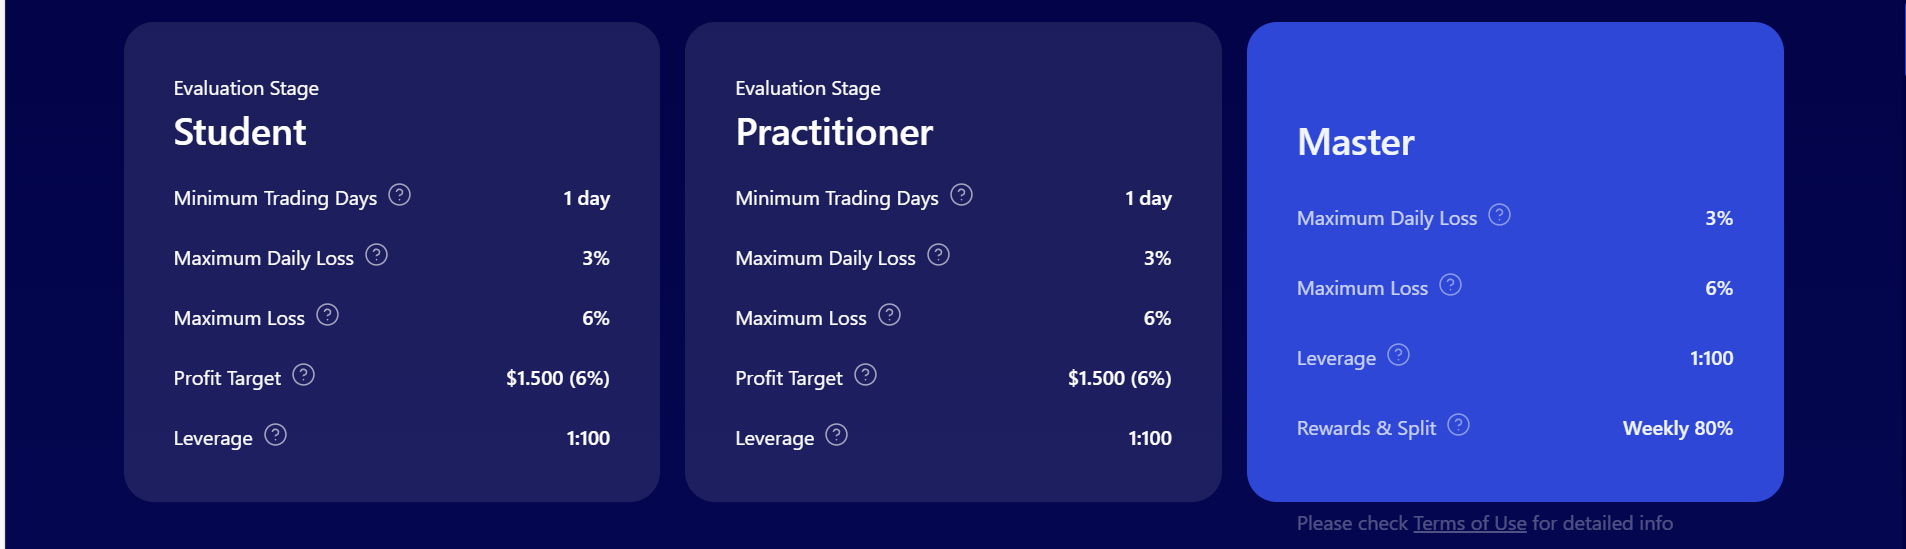 Evaluation Stage
Student
Minimum Trading Days ? 1 day
Maximum Daily Loss ? 3%
Maximum Loss ? 6%
Profit Target ? $1.500 (6%)
Leverage ? 1:100
Evaluation Stage
Practitioner
Minimum Trading Days ? 1 day
Maximum Daily Loss ? 3%
Maximum Loss ? 6%
Profit Target ? $1.500 (6%)
Leverage ? 1:100
Master
Maximum Daily Loss ? 3%
Maximum Loss ? 6%
Leverage ? 1:100
Rewards & Split ? Weekly 80%
Please check Terms of Use for detailed info